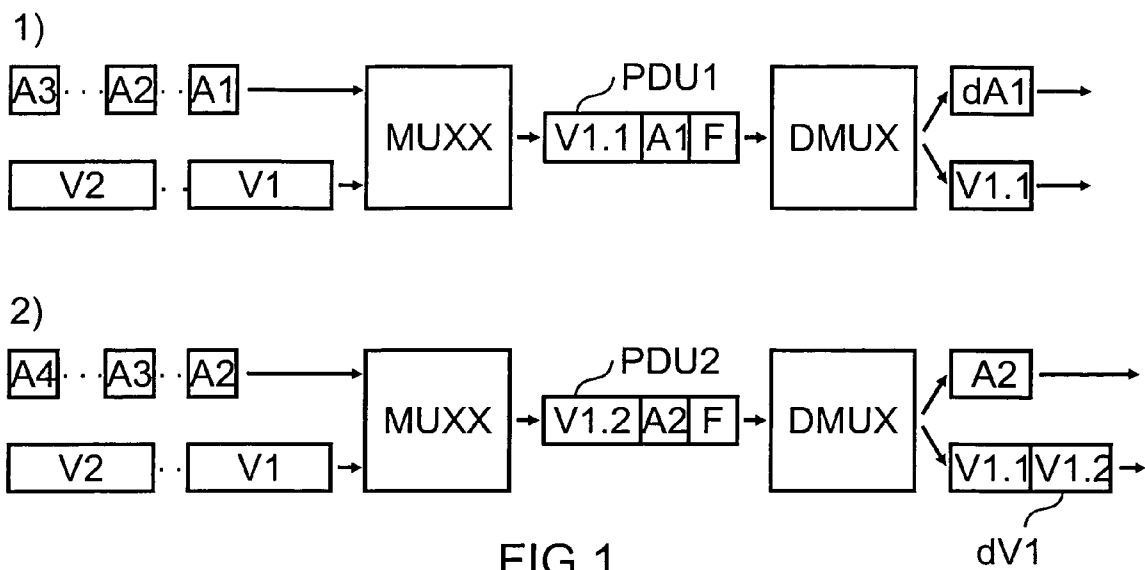 1)
A3 A2 A1
PDU1
MUXX
V1.1 A1 F
DMUX
dA1
V2 V1
V1.1
2)
A4 A3 A2
PDU2
MUXX
V1.2 A2 F
DMUX
A2
V2 V1
V1.1 V1.2
dV1
FIG 1